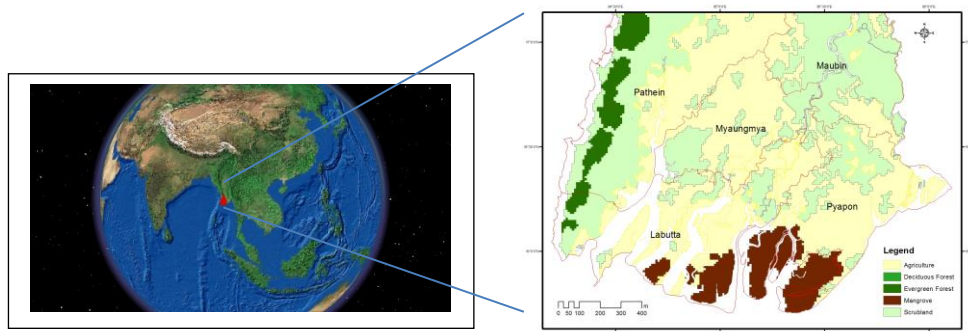 Maubin
Pathein
Myaungmya
Pyapon
Labutta
Legend
Agriculture
Deciduous Forest
Evergreen Forest
Mangrove
Scrubland
0 50 100 200 300 400